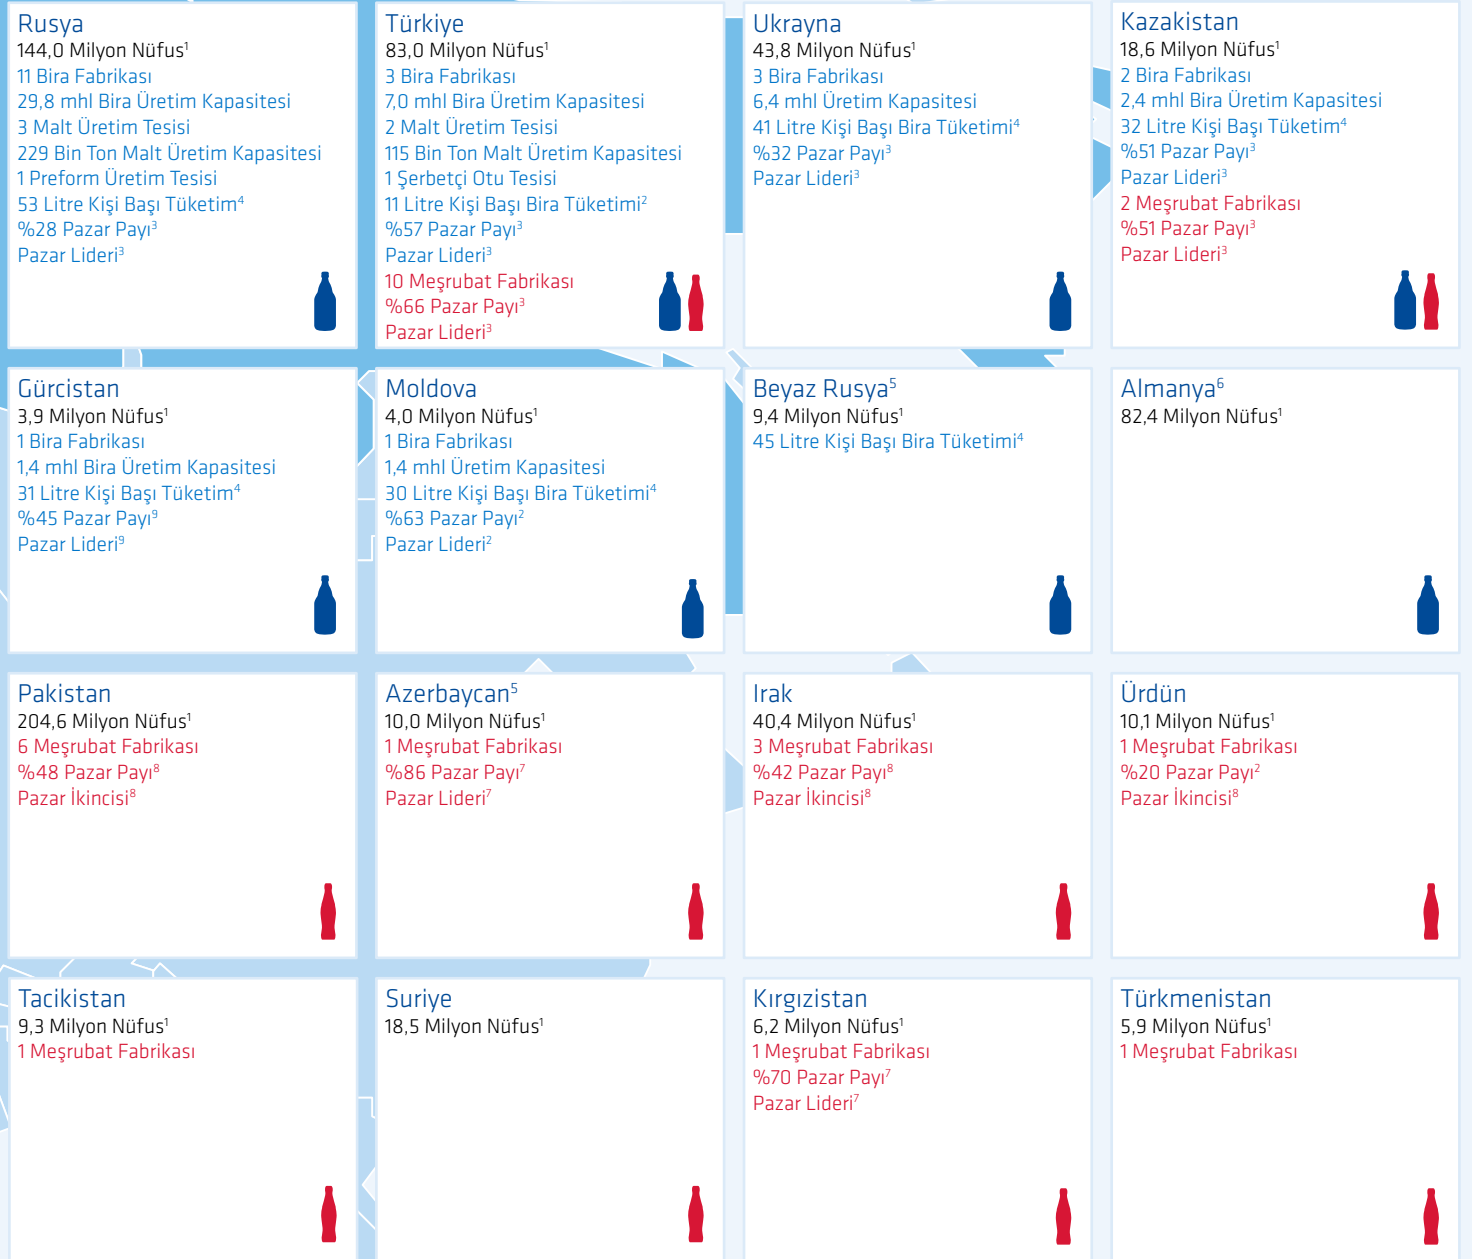 Rusya
144,0 Milyon Nüfus¹
11 Bira Fabrikası
29,8 mhl Bira Üretim Kapasitesi
3 Malt Üretim Tesisi
229 Bin Ton Malt Üretim Kapasitesi
1 Preform Üretim Tesisi
53 Litre Kişi Başı Tüketim⁴
%28 Pazar Payı³
Pazar Lideri³
Türkiye
83,0 Milyon Nüfus¹
3 Bira Fabrikası
7,0 mhl Bira Üretim Kapasitesi
2 Malt Üretim Tesisi
115 Bin Ton Malt Üretim Kapasitesi
1 Şerbetçi Otu Tesisi
11 Litre Kişi Başı Bira Tüketimi²
%57 Pazar Payı³
Pazar Lideri³
10 Meşrubat Fabrikası
%66 Pazar Payı³
Pazar Lideri³
Ukrayna
43,8 Milyon Nüfus¹
3 Bira Fabrikası
6,4 mhl Üretim Kapasitesi
41 Litre Kişi Başı Bira Tüketimi⁴
%32 Pazar Payı³
Pazar Lideri³
Kazakistan
18,6 Milyon Nüfus¹
2 Bira Fabrikası
2,4 mhl Bira Üretim Kapasitesi
32 Litre Kişi Başı Tüketim⁴
%51 Pazar Payı³
Pazar Lideri³
2 Meşrubat Fabrikası
%51 Pazar Payı³
Pazar Lideri³
Gürcistan
3,9 Milyon Nüfus¹
1 Bira Fabrikası
1,4 mhl Bira Üretim Kapasitesi
31 Litre Kişi Başı Tüketim⁴
%45 Pazar Payı⁹
Pazar Lideri⁹
Moldova
4,0 Milyon Nüfus¹
1 Bira Fabrikası
1,4 mhl Üretim Kapasitesi
30 Litre Kişi Başı Bira Tüketimi⁴
%63 Pazar Payı²
Pazar Lideri²
Beyaz Rusya⁵
9,4 Milyon Nüfus¹
45 Litre Kişi Başı Bira Tüketimi⁴
Almanya⁶
82,4 Milyon Nüfus¹
Pakistan
204,6 Milyon Nüfus¹
6 Meşrubat Fabrikası
%48 Pazar Payı⁸
Pazar İkincisi⁸
Azerbaycan⁵
10,0 Milyon Nüfus¹
1 Meşrubat Fabrikası
%86 Pazar Payı⁷
Pazar Lideri⁷
Irak
40,4 Milyon Nüfus¹
3 Meşrubat Fabrikası
%42 Pazar Payı⁸
Pazar İkincisi⁸
Ürdün
10,1 Milyon Nüfus¹
1 Meşrubat Fabrikası
%20 Pazar Payı²
Pazar İkincisi⁸
Tacikistan
9,3 Milyon Nüfus¹
1 Meşrubat Fabrikası
Suriye
18,5 Milyon Nüfus¹
Kırgızistan
6,2 Milyon Nüfus¹
1 Meşrubat Fabrikası
%70 Pazar Payı⁷
Pazar Lideri⁷
Türkmenistan
5,9 Milyon Nüfus¹
1 Meşrubat Fabrikası